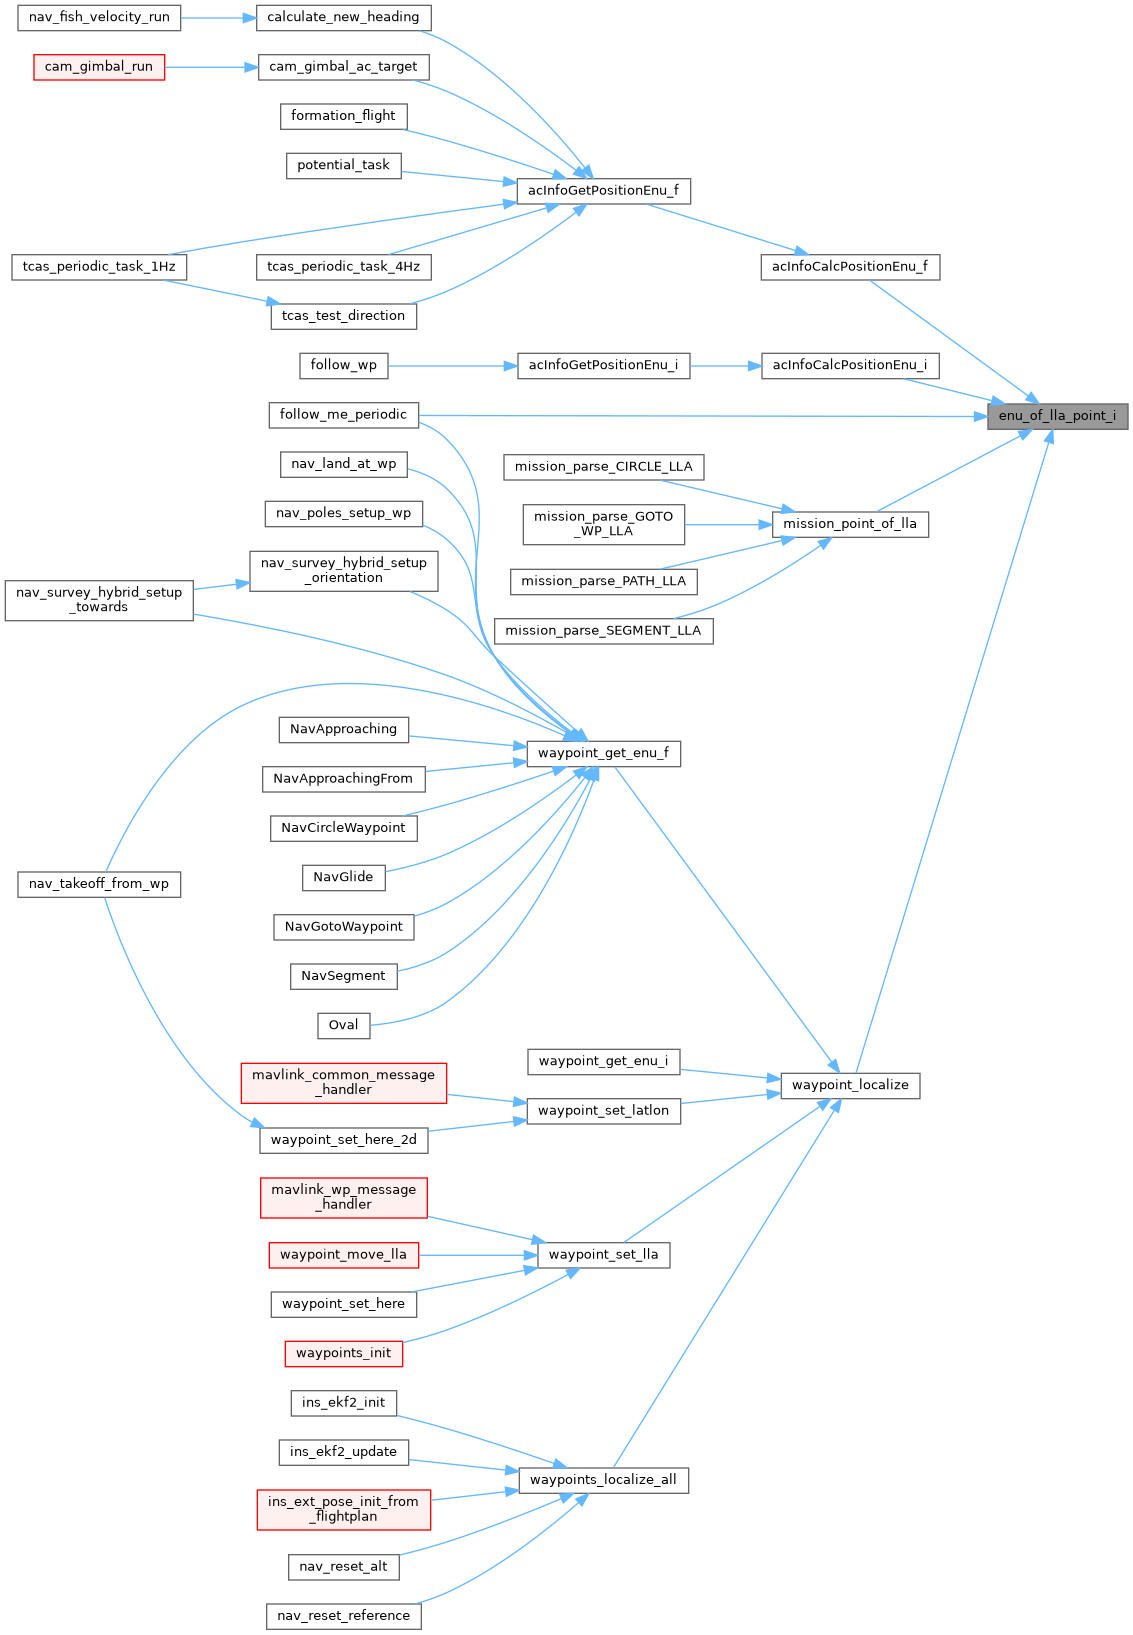 nav_fish_velocity_run
calculate_new_heading
cam_gimbal_run
cam_gimbal_ac_target
formation_flight
potential_task
acInfoGetPositionEnu_f
tcas_periodic_task_1Hz
tcas_periodic_task_4Hz
acInfoCalcPositionEnu_f
tcas_test_direction
follow_wp
acInfoGetPositionEnu_i
acInfoCalcPositionEnu_i
follow_me_periodic
enu_of_lla_point_i
nav_land_at_wp
mission_parse_CIRCLE_LLA
nav_poles_setup_wp
mission_parse_GOTO
_WP_LLA
mission_point_of_lla
nav_survey_hybrid_setup
_orientation
mission_parse_PATH_LLA
nav_survey_hybrid_setup
_towards
mission_parse_SEGMENT_LLA
NavApproaching
waypoint_get_enu_f
NavApproachingFrom
NavCircleWaypoint
NavGlide
nav_takeoff_from_wp
NavGotoWaypoint
NavSegment
Oval
waypoint_get_enu_i
mavlink_common_message
_handler
waypoint_localize
waypoint_set_latlon
waypoint_set_here_2d
mavlink_wp_message
_handler
waypoint_move_lla
waypoint_set_lla
waypoint_set_here
waypoints_init
ins_ekf2_init
ins_ekf2_update
waypoints_localize_all
ins_ext_pose_init_from
_flightplan
nav_reset_alt
nav_reset_reference